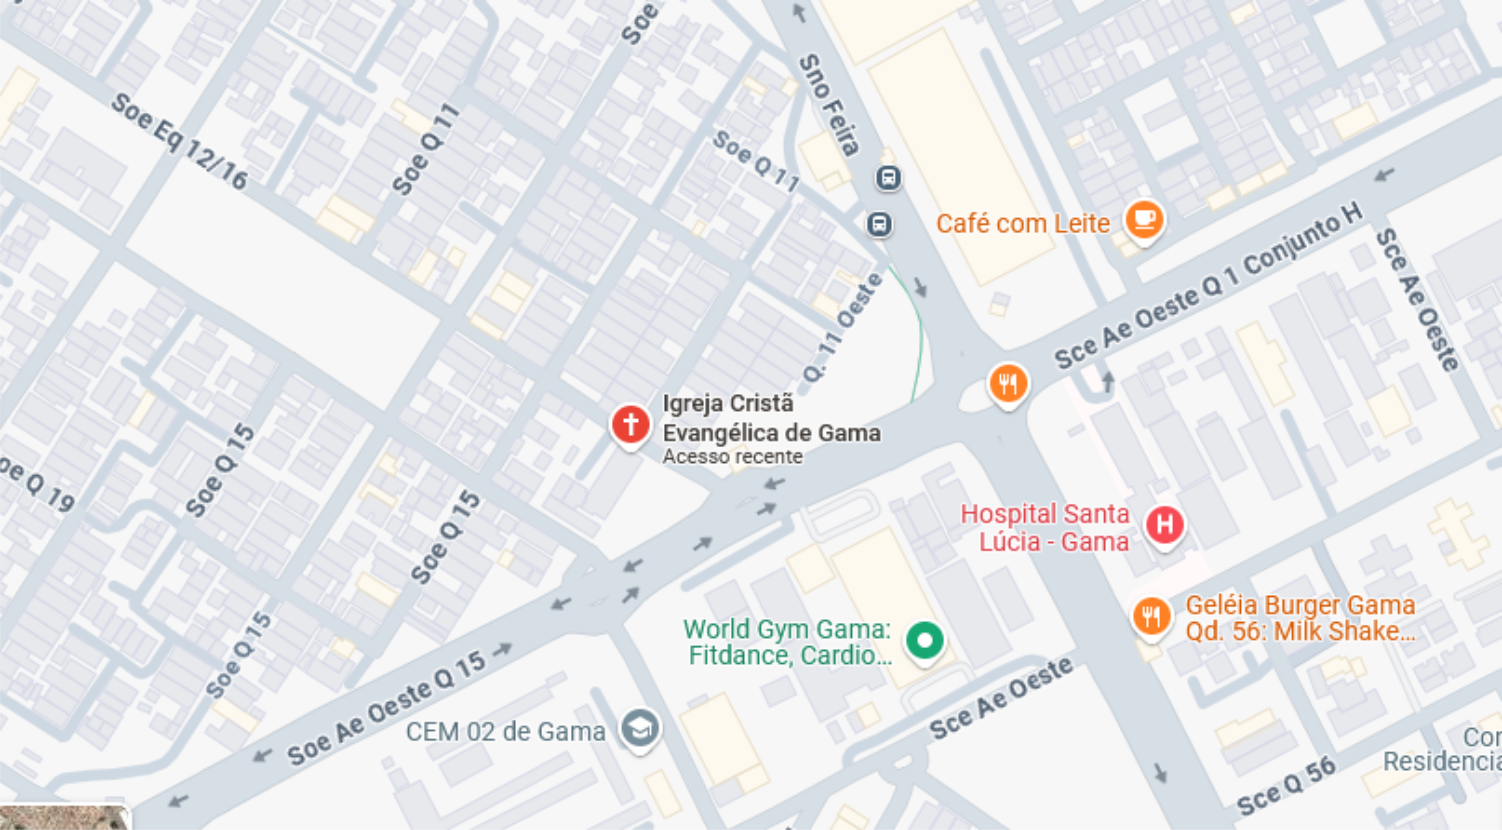 Soe
Sno Feira
Soe Eq 12/16
Soe Q 11
Soe Q 11
Café com Leite
Sce Ae Oeste Q 1 Conjunto H
Sce Ae Oeste
Q. 11 Oeste
Igreja Cristã
Evangélica de Gama
Acesso recente
Soe Q 15
oe Q 19
Soe Q 15
Hospital Santa
Lúcia - Gama
H
Geléia Burger Gama
Qd. 56: Milk Shake...
World Gym Gama:
Fitdance, Cardio...
Soe Q 15
Soe Ae Oeste Q 15
Sce Ae Oeste
CEM 02 de Gama
Cor
Residencia
Sce Q 56